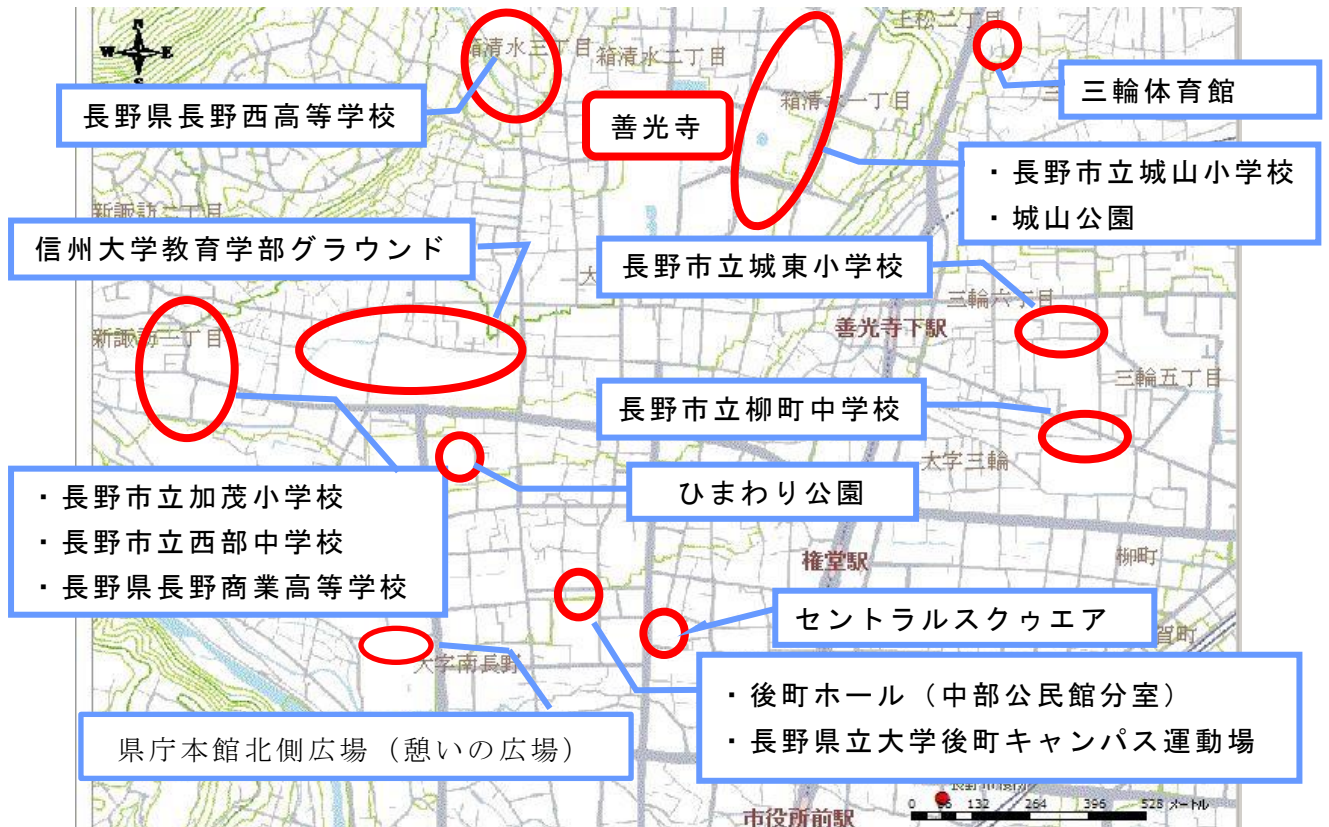 W E
S
上松二丁目
箱清水三丁目
箱清水二丁目
三輪体育館
長野県長野西高等学校
善光寺
箱清水一丁目
・長野市立城山小学校
・城山公園
新諏訪二丁目
信州大学教育学部グラウンド
長野市立城東小学校
三輪六丁目
善光寺下駅
新諏訪一丁目
三輪五丁目
長野市立柳町中学校
大字三輪
ひまわり公園
・長野市立加茂小学校
・長野市立西部中学校
・長野県長野商業高等学校
権堂駅
柳町
セントラルスクゥエア
賀町
大字南長野
・後町ホール（中部公民館分室）
・長野県立大学後町キャンパス運動場
県庁本館北側広場（憩いの広場）
市役所前駅
0 66 132 264 396 528 メートル